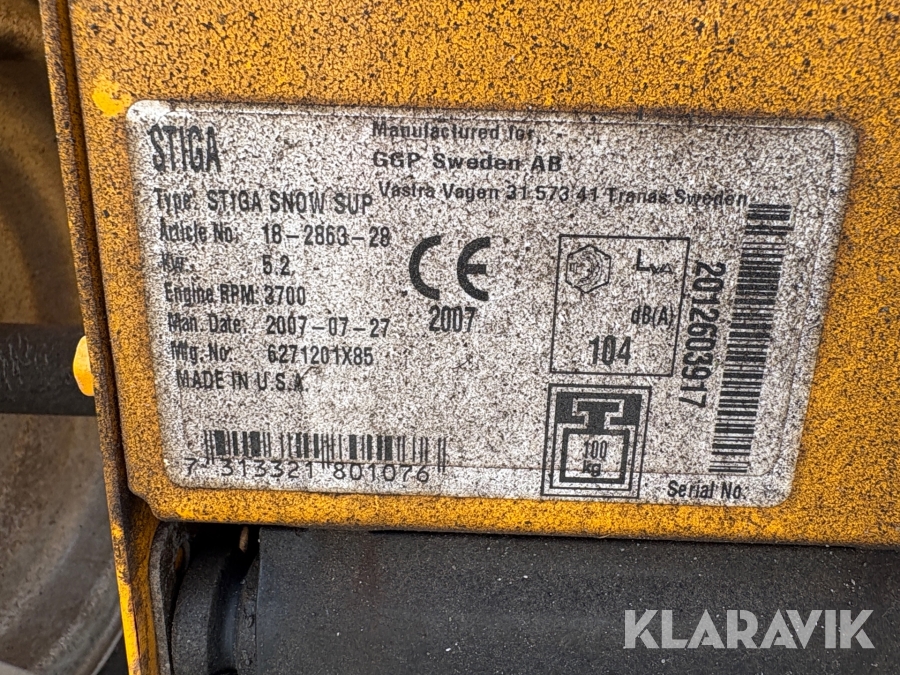 STIGA
Manufactured for
GGP Sweden AB
Vastra Vagen 31 573 41 Tranas Sweden
Type: STIGA SNOW SUP
Article No: 18-2863-28
Kw: 5.2
Engine RPM: 3700
Man. Date: 2007-07-27
Mfg. No: 6271201X85
MADE IN U.S.A
CE
2007
LWA
dB(A)
104
100
kg
2012603917
Serial No:
7 313321 801076
KLARAVIK